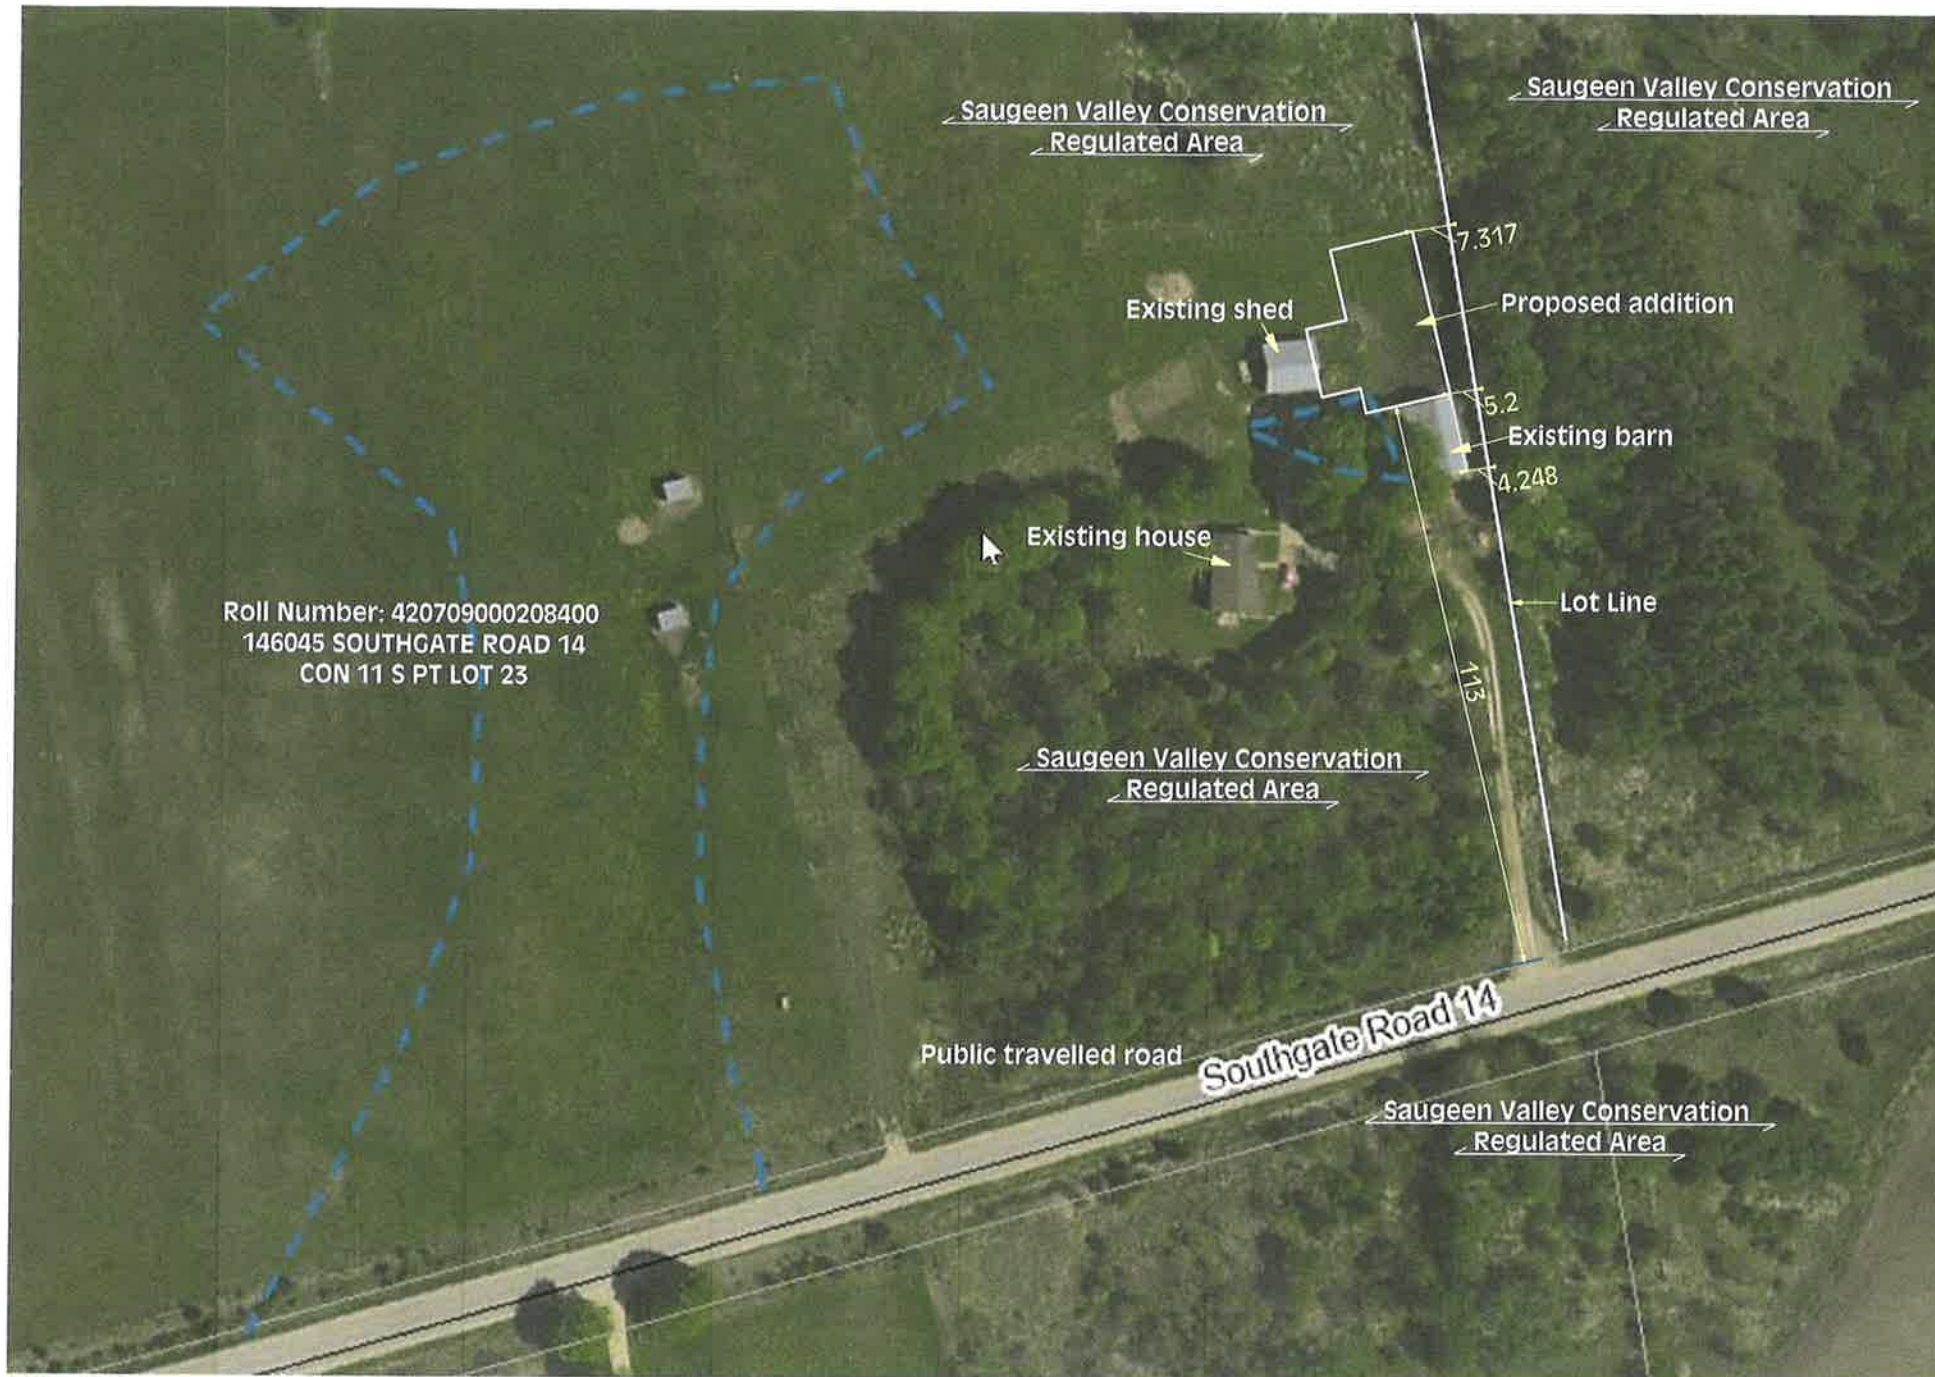 Saugeen Valley Conservation
Regulated Area
Saugeen Valley Conservation
Regulated Area
7.317
Existing shed
Proposed addition
5.2
Existing barn
4.248
Existing house
Lot Line
Roll Number: 420709000208400
146045 SOUTHGATE ROAD 14
CON 11 S PT LOT 23
113
Saugeen Valley Conservation
Regulated Area
Public travelled road
Southgate Road 14
Saugeen Valley Conservation
Regulated Area